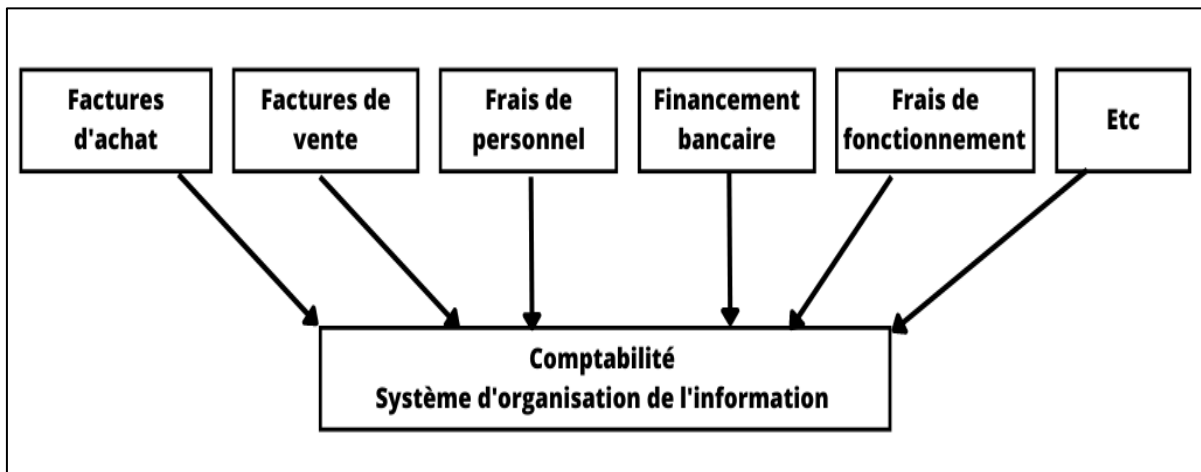 Factures
d'achat
Factures de
vente
Frais de
personnel
Financement
bancaire
Frais de
fonctionnement
Etc
Comptabilité
Système d'organisation de l'information